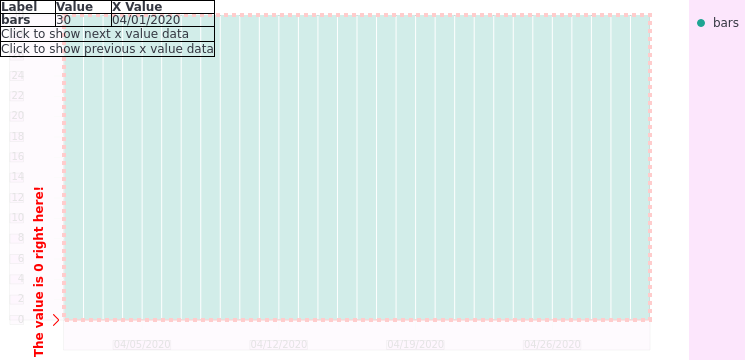 Label Value X Value
bars 30 04/01/2020
Click to show next x value data
Click to show previous x value data
24
22
20
18
16
14
12
10
8
6
4
2
0
The value is 0 right here!
04/05/2020 04/12/2020 04/19/2020 04/26/2020
bars